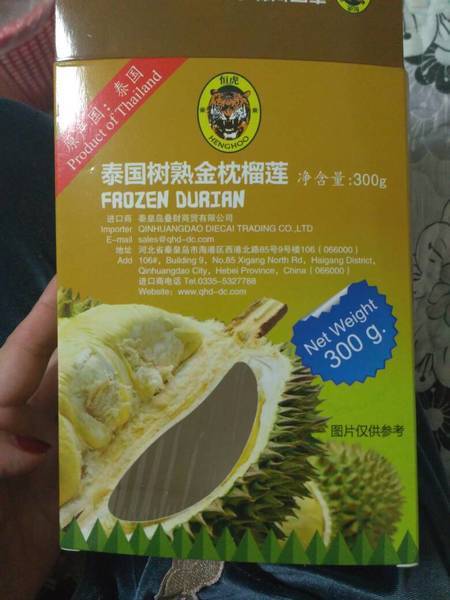 原产国：泰国
Product of Thailand
恒虎
HENGHOO
泰国树熟金枕榴莲 净含量:300g
FROZEN DURIAN
进口商 秦皇岛叠财商贸有限公司
Importer QINHUANGDAO DIECAI TRADING CO.,LTD
E-mail sales@qhd-dc.com
地址 河北省秦皇岛市海港区西港北路85号9号楼106（066000）
Add 106#, Building 9, No.85 Xigang North Rd, Haigang District,
Qinhuangdao City, Hebei Province, China（066000）
进口商电话 Tel.0335-5327788
Website: www.qhd-dc.com
Net Weight
300 g.
图片仅供参考